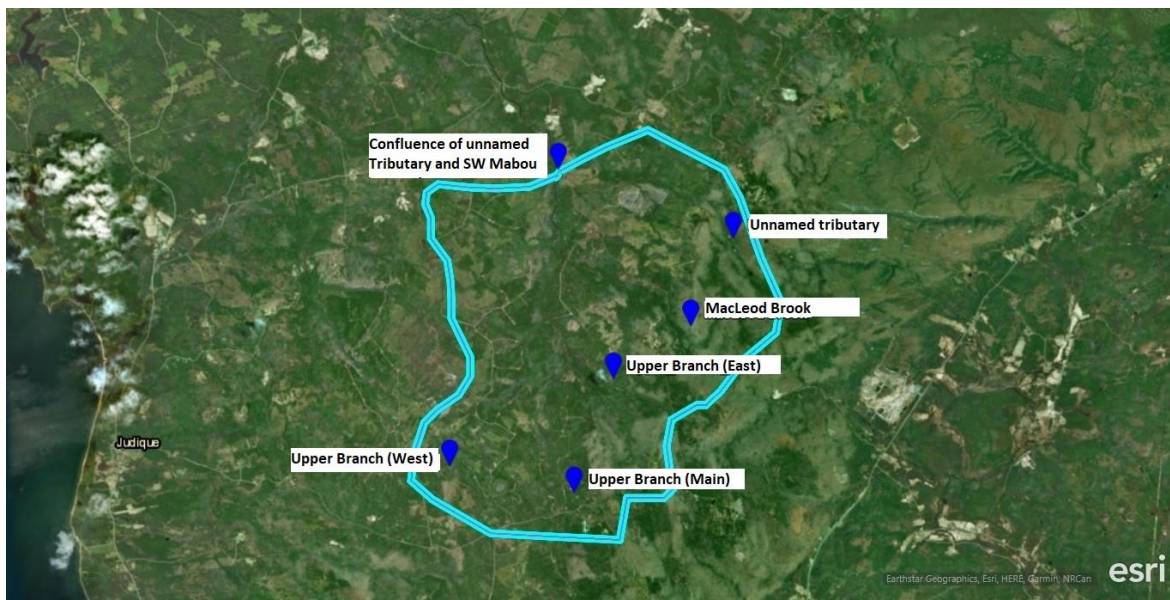 Confluence of unnamed
Tributary and SW Mabou
Unnamed tributary
MacLeod Brook
Upper Branch (East)
Judique
Upper Branch (West)
Upper Branch (Main)
Earthstar Geographics, Esri, HERE, Garmin, NRCan
esri